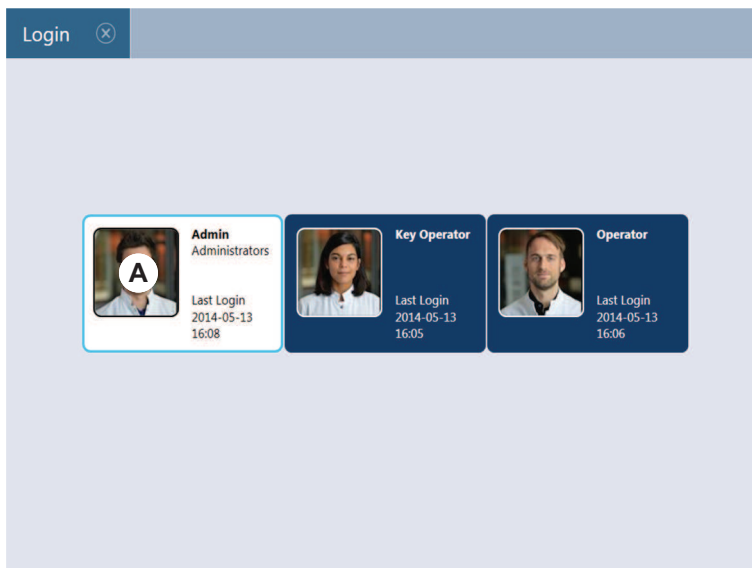 Login
A
Admin
Administrators
Last Login
2014-05-13
16:08
Key Operator
Last Login
2014-05-13
16:05
Operator
Last Login
2014-05-13
16:06